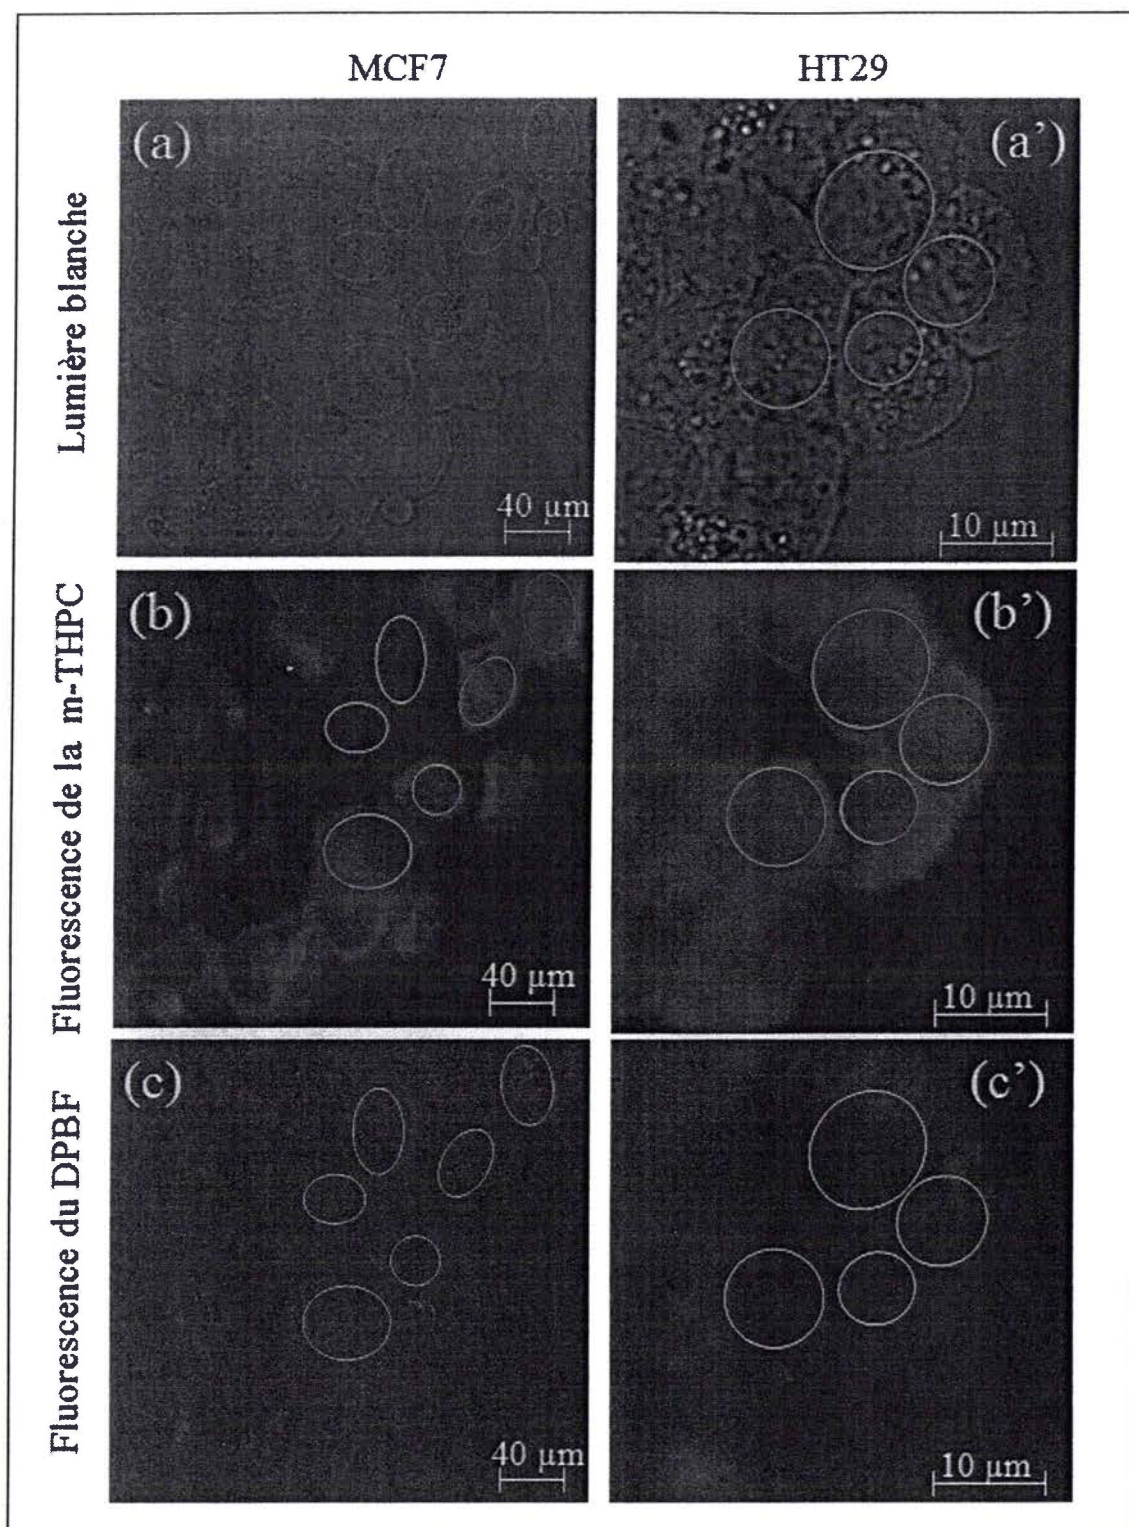 MCF7
HT29
Lumière blanche
(a)
(a')
40 µm
10 µm
Fluorescence de la m-THPC
(b)
(b')
40 µm
10 µm
Fluorescence du DPBF
(c)
(c')
40 µm
10 µm